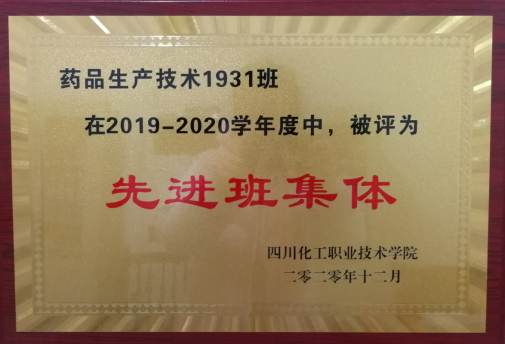 药品生产技术1931班
在2019-2020学年度中，被评为
先进班集体
四川化工职业技术学院
二零二零年十二月